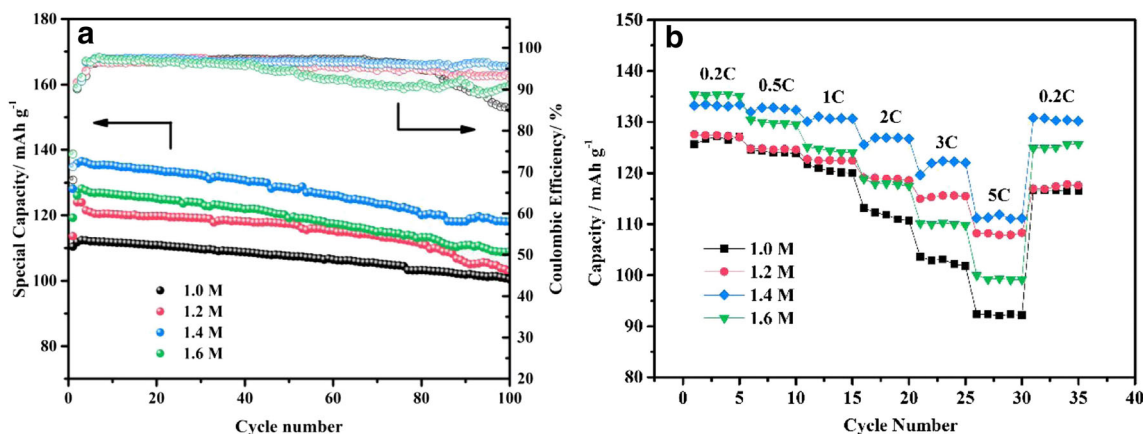 a
180
160
140
120
100
80
Special Capacity/ mAh g⁻¹
100
90
80
70
60
50
40
30
20
Coulombic Efficiency/ %
1.0 M
1.2 M
1.4 M
1.6 M
0
20
40
60
80
100
Cycle number
b
150
140
130
120
110
100
90
80
Capacity / mAh g⁻¹
0.2C
0.5C
1C
2C
3C
5C
0.2C
1.0 M
1.2 M
1.4 M
1.6 M
0
5
10
15
20
25
30
35
40
Cycle Number